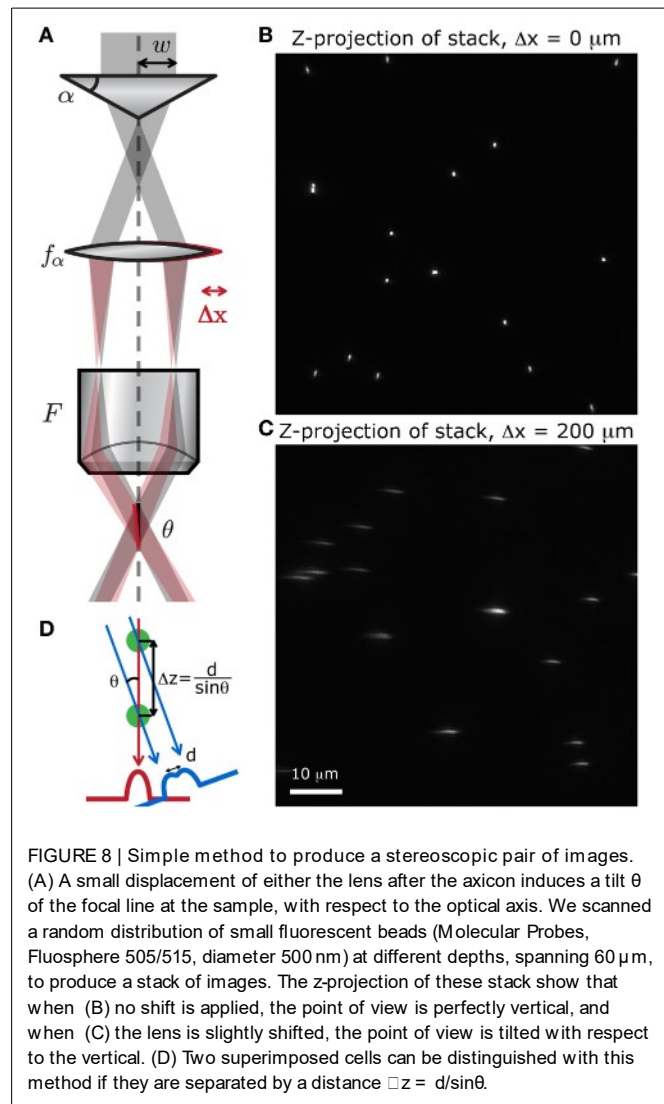 A
w
α
fα
Δx
F
θ
B
Z-projection of stack, Δx = 0 μm
C
Z-projection of stack, Δx = 200 μm
10 μm
D
θ
Δz= d/sinθ
d
FIGURE 8 | Simple method to produce a stereoscopic pair of images.
(A) A small displacement of either the lens after the axicon induces a tilt θ
of the focal line at the sample, with respect to the optical axis. We scanned
a random distribution of small fluorescent beads (Molecular Probes,
Fluosphere 505/515, diameter 500 nm) at different depths, spanning 60 μm,
to produce a stack of images. The z-projection of these stack show that
when (B) no shift is applied, the point of view is perfectly vertical, and
when (C) the lens is slightly shifted, the point of view is tilted with respect
to the vertical. (D) Two superimposed cells can be distinguished with this
method if they are separated by a distance □z = d/sinθ.